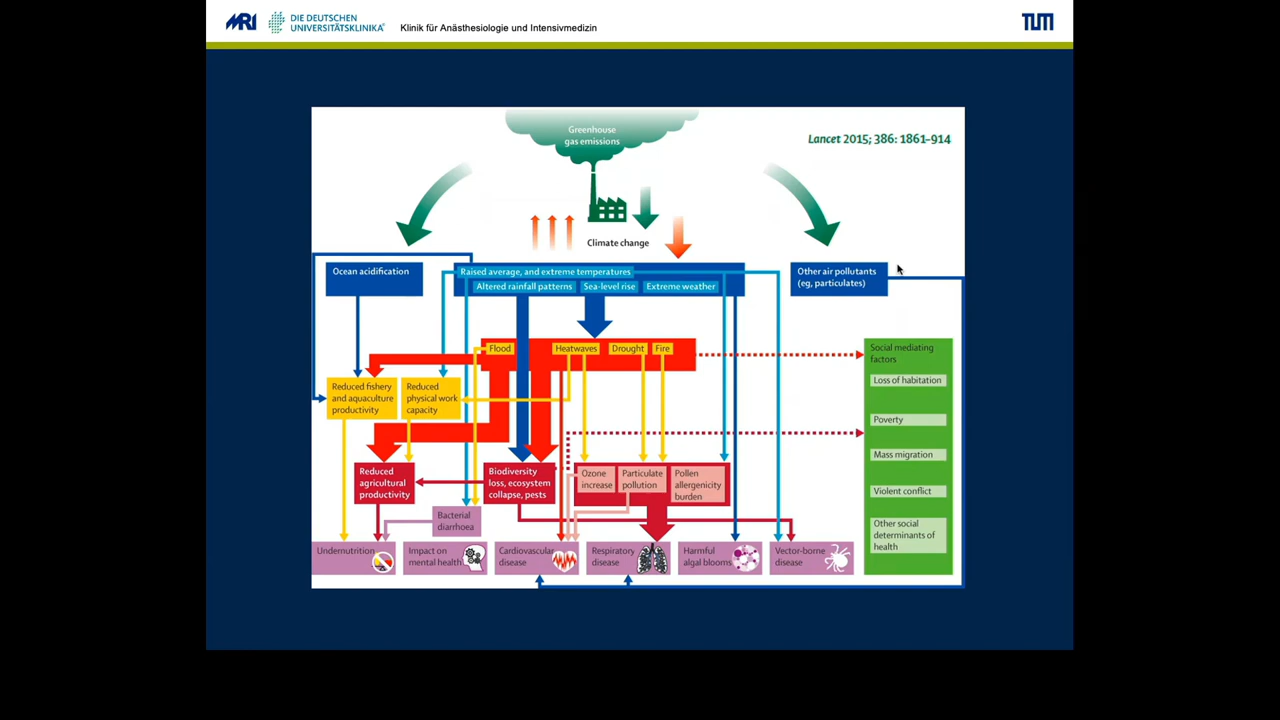 MRI
DIE DEUTSCHEN
UNIVERSITÄTSKLINIKA®
Klinik für Anästhesiologie und Intensivmedizin
TUM
Greenhouse
gas emissions
Lancet 2015; 386: 1861–914
Climate change
Ocean acidification
Raised average, and extreme temperatures
Altered rainfall patterns
Sea-level rise
Extreme weather
Other air pollutants
(eg, particulates)
Flood
Heatwaves
Drought
Fire
Social mediating
factors
Loss of habitation
Poverty
Mass migration
Violent conflict
Other social
determinants of
health
Reduced fishery
and aquaculture
productivity
Reduced
physical work
capacity
Reduced
agricultural
productivity
Biodiversity
loss, ecosystem
collapse, pests
Ozone
increase
Particulate
pollution
Pollen
allergenicity
burden
Bacterial
diarrhoea
Undernutrition
Impact on
mental health
Cardiovascular
disease
Respiratory
disease
Harmful
algal blooms
Vector-borne
disease